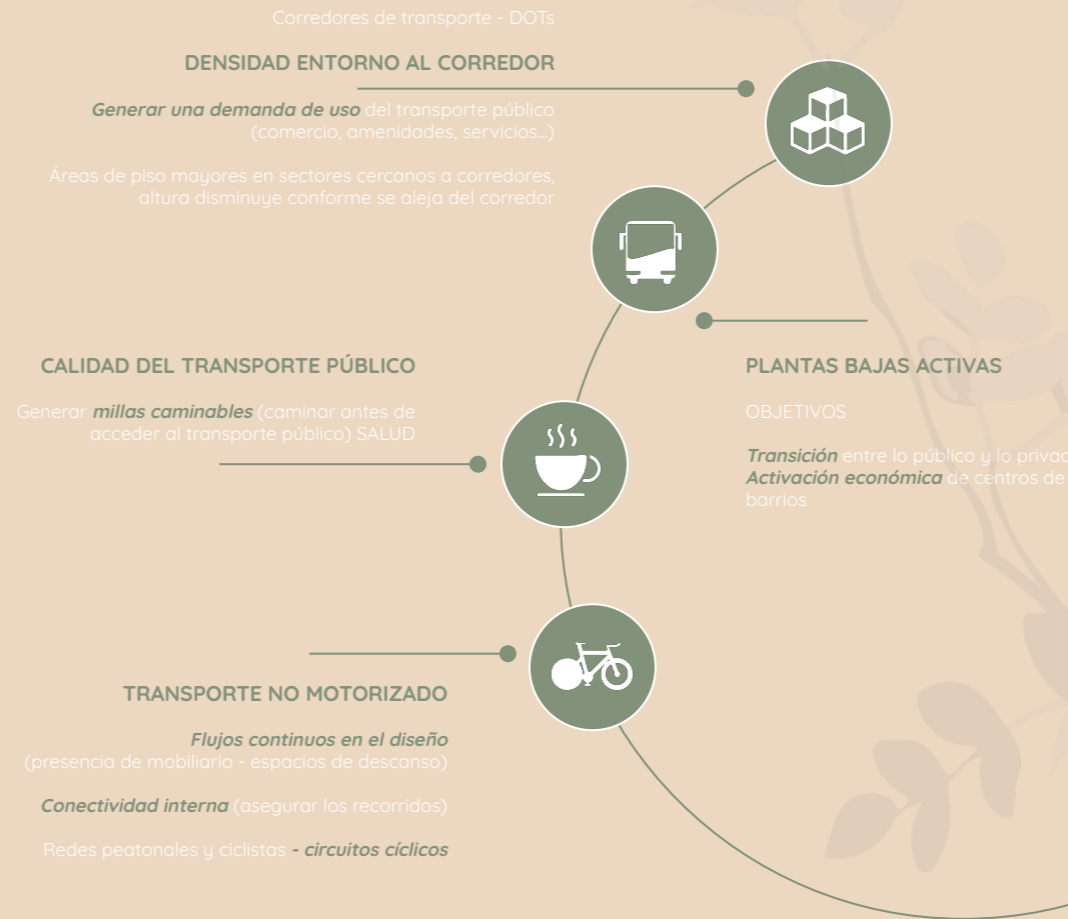 Corredores de transporte - DOTs
DENSIDAD ENTORNO AL CORREDOR
Generar una demanda de uso del transporte público
(comercio, amenidades, servicios...)
Áreas de piso mayores en sectores cercanos a corredores,
altura disminuye conforme se aleja del corredor
CALIDAD DEL TRANSPORTE PÚBLICO
Generar millas caminables (caminar antes de
acceder al transporte público) SALUD
PLANTAS BAJAS ACTIVAS
OBJETIVOS
Transición entre lo público y lo privad
Activación económica de centros de
barrios
TRANSPORTE NO MOTORIZADO
Flujos continuos en el diseño
(presencia de mobiliario - espacios de descanso)
Conectividad interna (asegurar los recorridos)
Redes peatonales y ciclistas - circuitos cíclicos